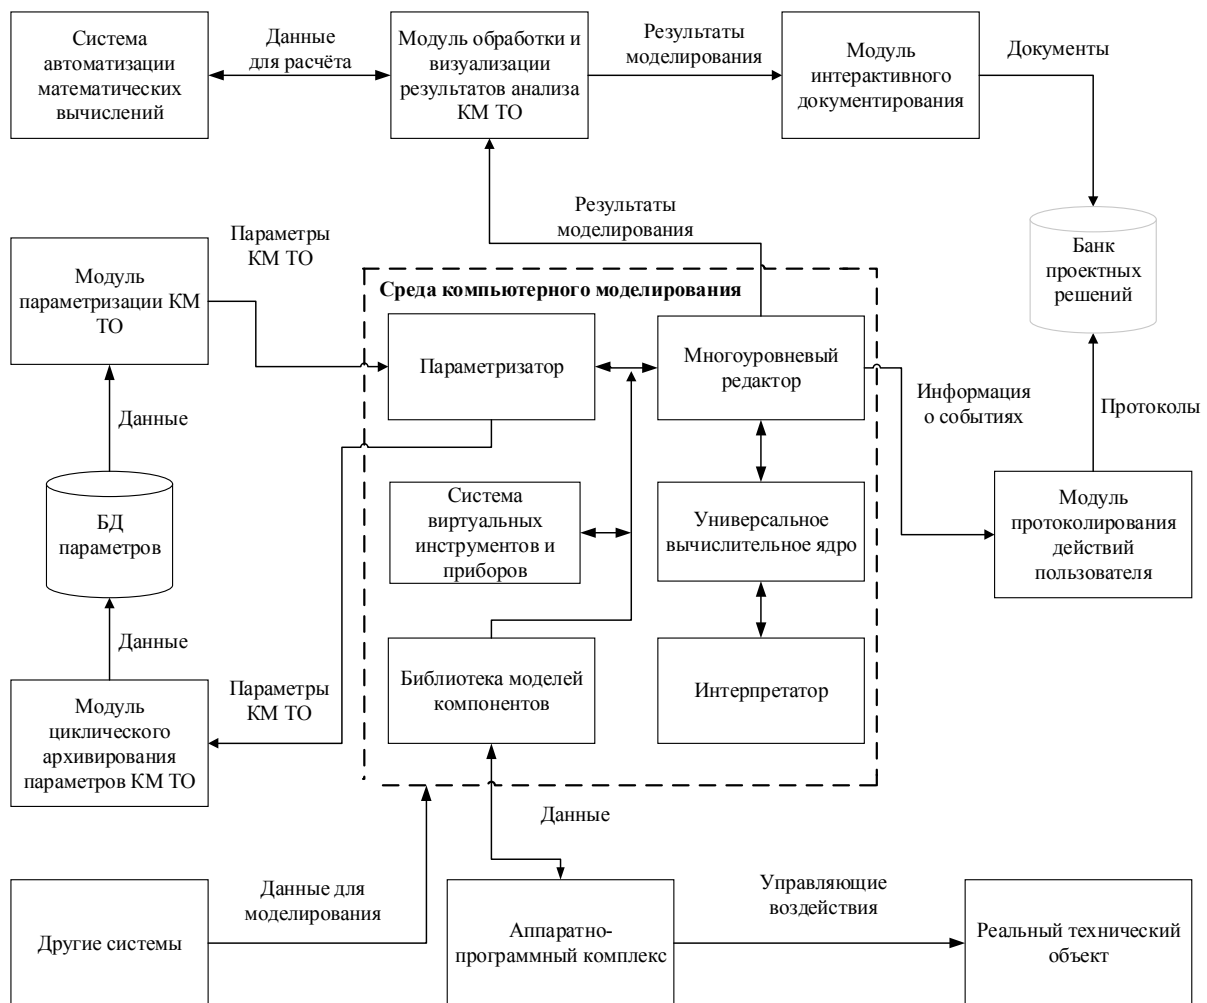 Система
автоматизации
математических
вычислений
Данные
для расчёта
Модуль обработки и
визуализации
результатов анализа
КМ ТО
Результаты
моделирования
Модуль
интерактивного
документирования
Документы
Результаты
моделирования
Параметры
КМ ТО
Модуль
параметризации КМ
ТО
Банк
проектных
решений
Среда компьютерного моделирования
Параметризатор
Многоуровневый
редактор
Информация
о событиях
Протоколы
Данные
БД
параметров
Система
виртуальных
инструментов и
приборов
Универсальное
вычислительное ядро
Модуль
протоколирования
действий
пользователя
Данные
Параметры
КМ ТО
Модуль
циклического
архивирования
параметров КМ ТО
Библиотека моделей
компонентов
Интерпретатор
Данные
Другие системы
Данные для
моделирования
Аппаратно-
программный комплекс
Управляющие
воздействия
Реальный технический
объект